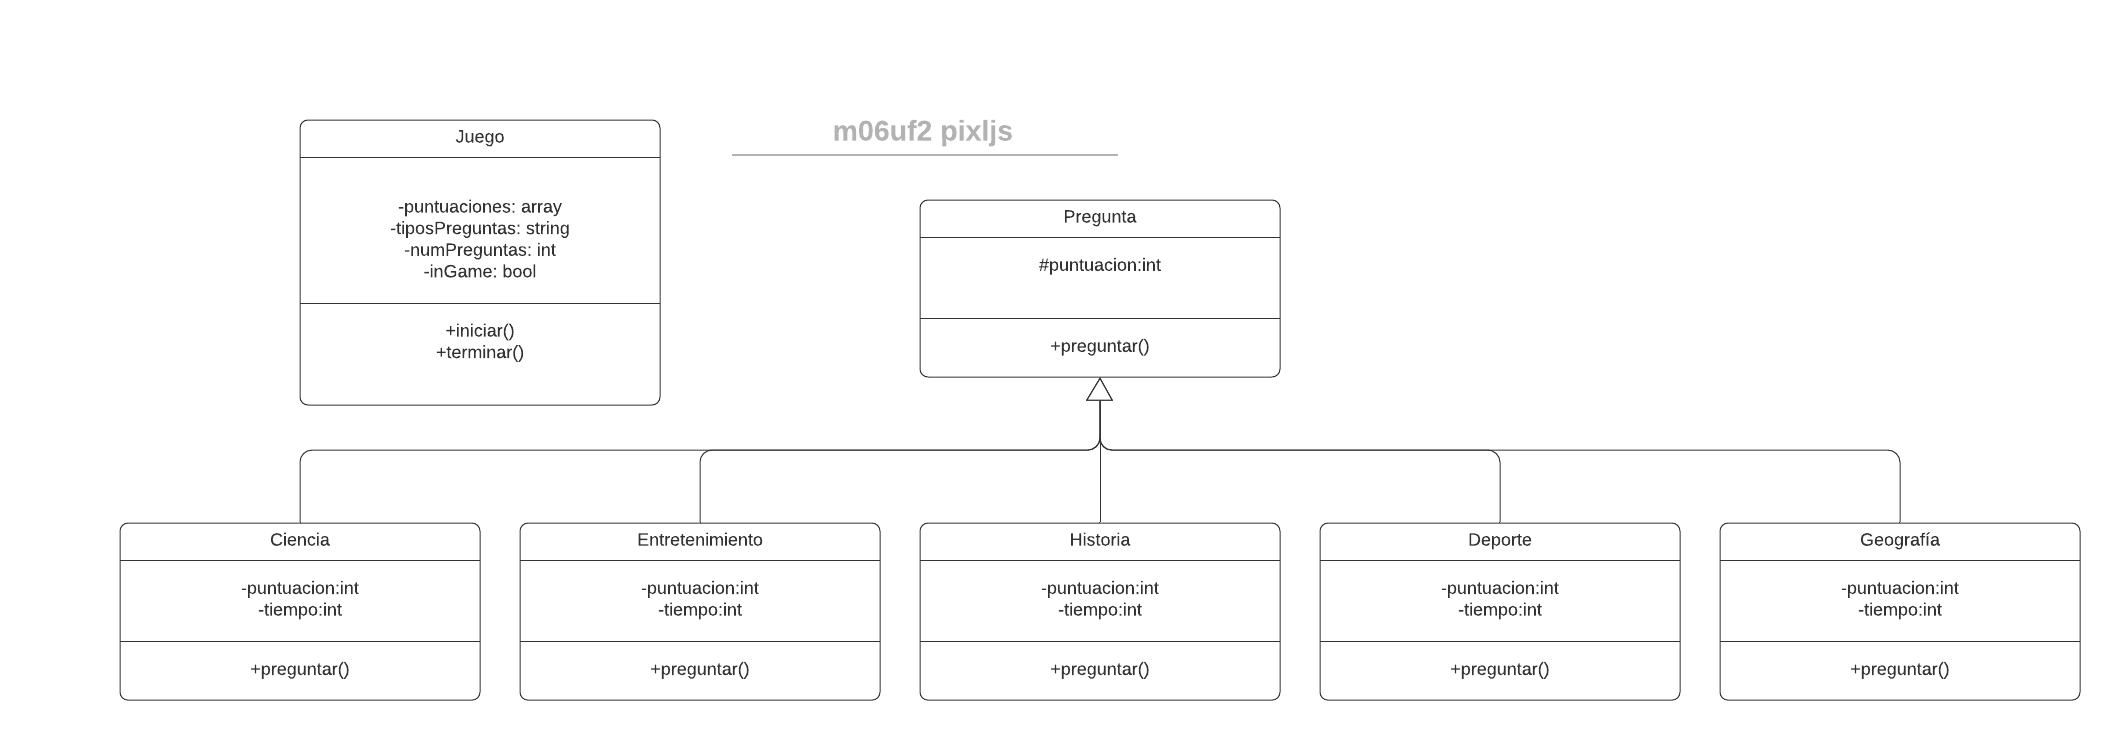 m06uf2 pixljs
Juego
-puntuaciones: array
-tiposPreguntas: string
-numPreguntas: int
-inGame: bool
+iniciar()
+terminar()
Pregunta
#puntuacion:int
+preguntar()
Ciencia
-puntuacion:int
-tiempo:int
+preguntar()
Entretenimiento
-puntuacion:int
-tiempo:int
+preguntar()
Historia
-puntuacion:int
-tiempo:int
+preguntar()
Deporte
-puntuacion:int
-tiempo:int
+preguntar()
Geografía
-puntuacion:int
-tiempo:int
+preguntar()